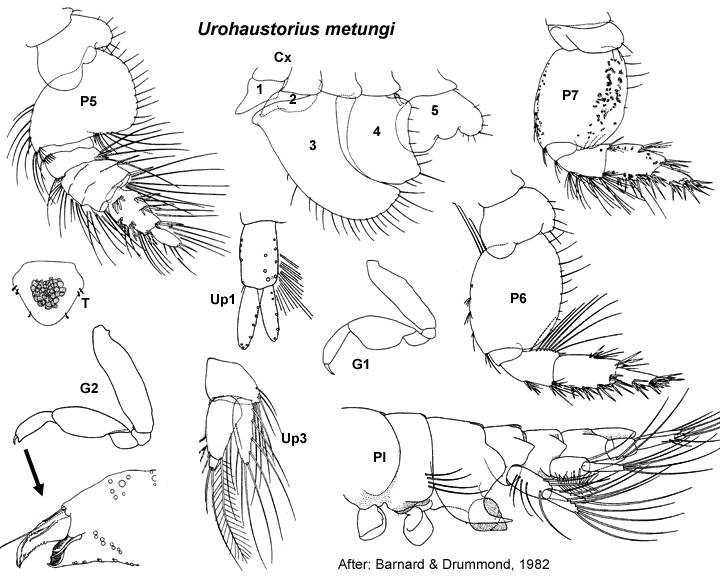 Urohaustorius metungi
Cx
1
2
3
4
5
P5
P7
T
Up1
P6
G1
G2
Up3
Pl
After: Barnard & Drummond, 1982